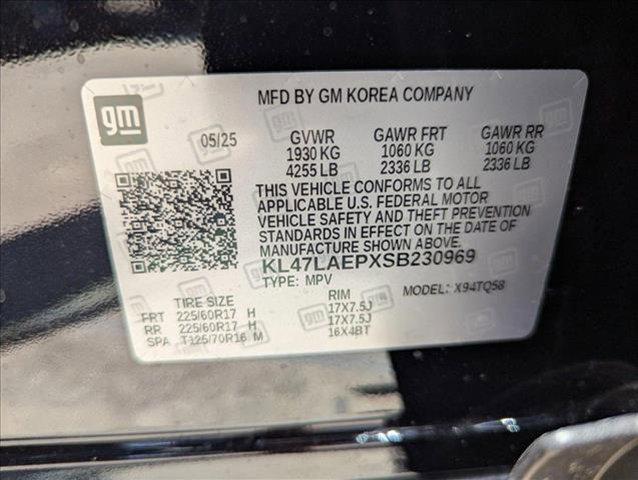 MFD BY GM KOREA COMPANY
gm
05/25 GVWR GAWR FRT GAWR RR
1930 KG 1060 KG 1060 KG
4255 LB 2336 LB 2336 LB
THIS VEHICLE CONFORMS TO ALL
APPLICABLE U.S. FEDERAL MOTOR
VEHICLE SAFETY AND THEFT PREVENTION
STANDARDS IN EFFECT ON THE DATE OF
MANUFACTURE SHOWN ABOVE.
KL47LAEPXSB230969
TYPE: MPV MODEL: X94TQ58
TIRE SIZE RIM
FRT 225/60R17 H 17X7.5J
RR 225/60R17 H 17X7.5J
SPA T125/70R16 M 16X4BT